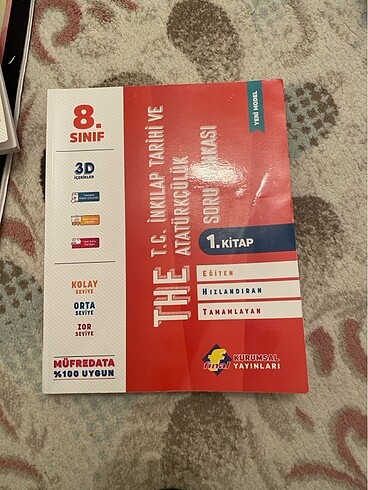 8.
SINIF
3D
İÇERİKLER
KOLAY
SEVİYE
ORTA
SEVİYE
ZOR
SEVİYE
MÜFREDATA
%100 UYGUN
YENİ MODEL
THE
T.C. İNKILAP TARİHİ VE
ATATÜRKÇÜLÜK
SORU
1. KİTAP
EĞİTEN
HIZLANDIRAN
TAMAMLAYAN
final
KURUMSAL
YAYINLARI